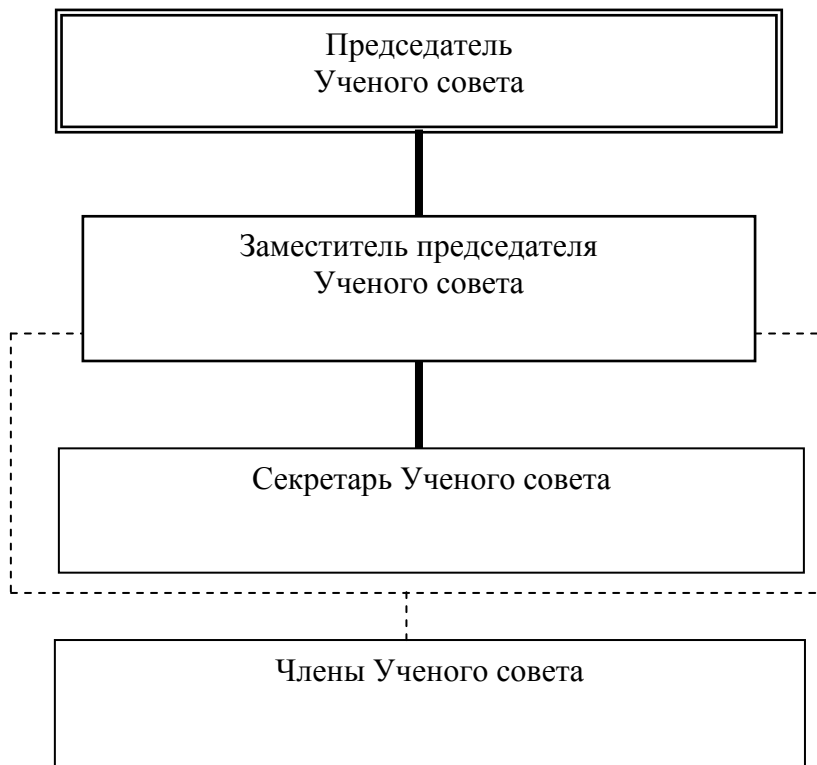 Председатель
Ученого совета
Заместитель председателя
Ученого совета
Секретарь Ученого совета
Члены Ученого совета